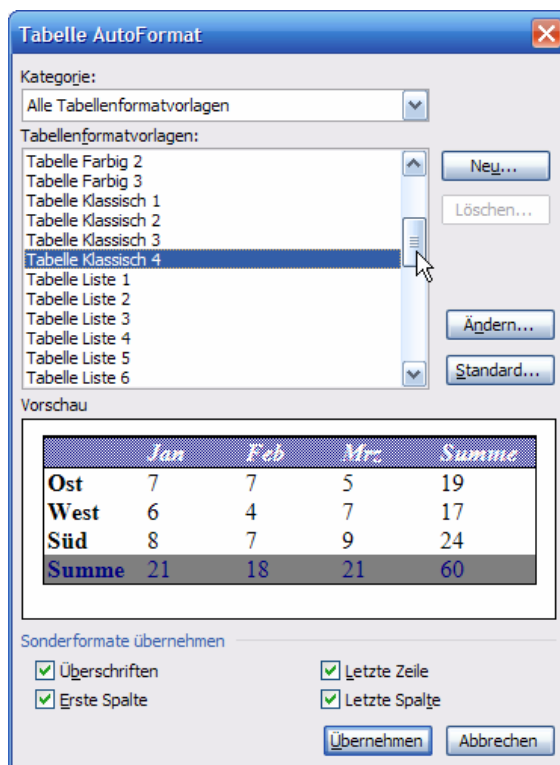 Tabelle AutoFormat
Kategorie:
Alle Tabellenformatvorlagen
Tabellenformatvorlagen:
Tabelle Farbig 2
Tabelle Farbig 3
Tabelle Klassisch 1
Tabelle Klassisch 2
Tabelle Klassisch 3
Tabelle Klassisch 4
Tabelle Liste 1
Tabelle Liste 2
Tabelle Liste 3
Tabelle Liste 4
Tabelle Liste 5
Tabelle Liste 6
Neu...
Löschen...
Ändern...
Standard...
Vorschau
Jan Feb Mrz Summe
Ost 7 7 5 19
West 6 4 7 17
Süd 8 7 9 24
Summe 21 18 21 60
Sonderformate übernehmen
Überschriften Letzte Zeile
Erste Spalte Letzte Spalte
Übernehmen Abbrechen